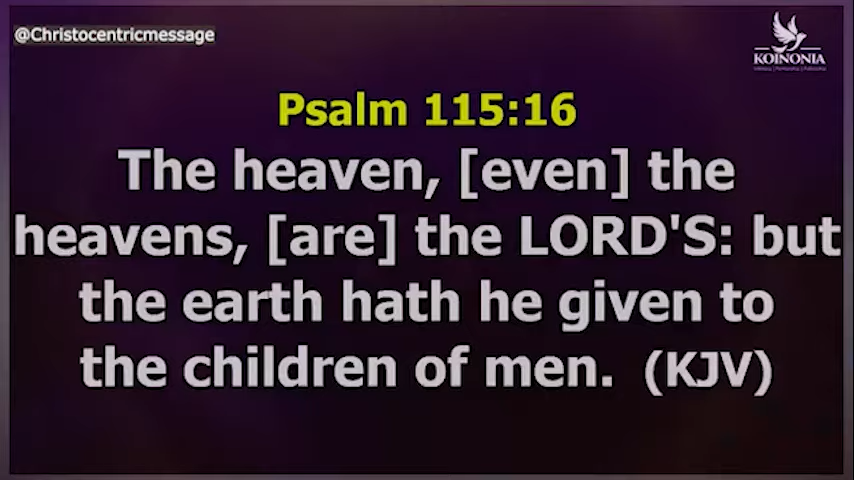 @Christocentricmessage
KOINONIA
Psalm 115:16
The heaven, [even] the
heavens, [are] the LORD'S: but
the earth hath he given to
the children of men. (KJV)